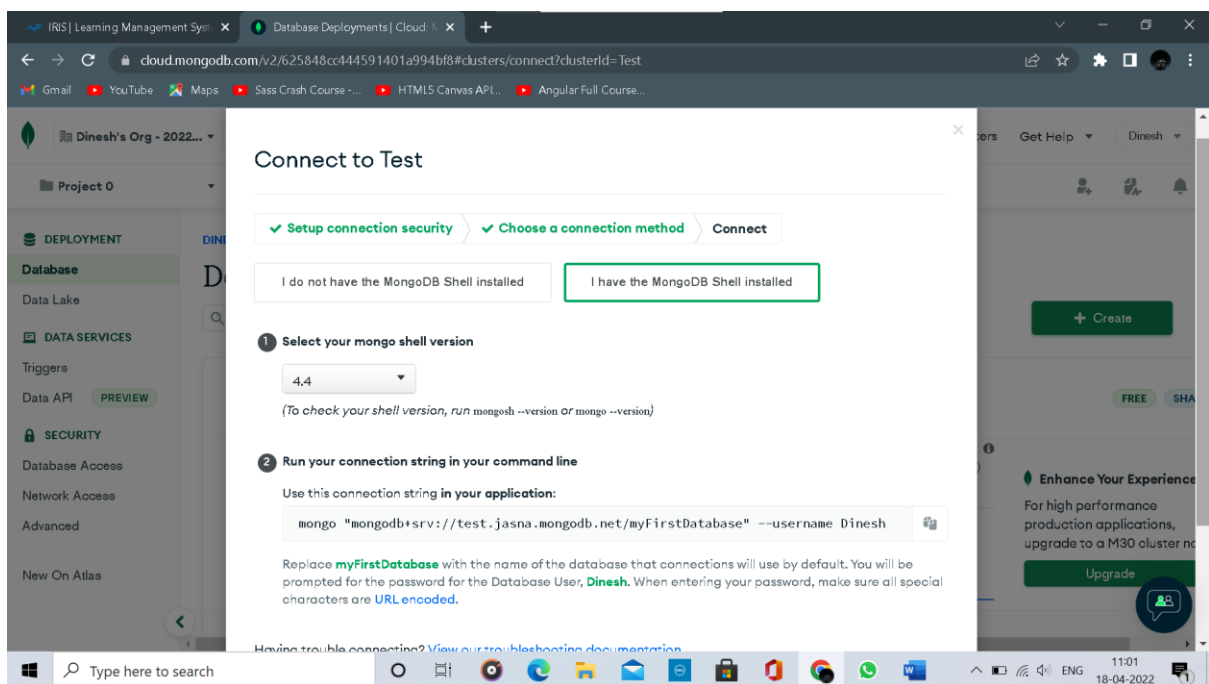 IRIS | Learning Management Syst
Database Deployments | Cloud: M
cloud.mongodb.com/v2/625848cc444591401a994bf8#clusters/connect?clusterId=Test
Gmail YouTube Maps Sass Crash Course -... HTML5 Canvas API... Angular Full Course...
Dinesh's Org - 2022...
Get Help
Dinesh
Project 0
DEPLOYMENT
Database
Data Lake
DATA SERVICES
Triggers
Data API PREVIEW
SECURITY
Database Access
Network Access
Advanced
New On Atlas
DINE
Connect to Test
Setup connection security Choose a connection method Connect
I do not have the MongoDB Shell installed I have the MongoDB Shell installed
1 Select your mongo shell version
4.4
(To check your shell version, run mongosh --version or mongo --version)
2 Run your connection string in your command line
Use this connection string in your application:
mongo "mongodb+srv://test.jasna.mongodb.net/myFirstDatabase" --username Dinesh
Replace myFirstDatabase with the name of the database that connections will use by default. You will be
prompted for the password for the Database User, Dinesh. When entering your password, make sure all special
characters are URL encoded.
Having trouble connecting? View our troubleshooting documentation
+ Create
FREE SHA
Enhance Your Experience
For high performance
production applications,
upgrade to a M30 cluster no
Upgrade
Type here to search
ENG
11:01
18-04-2022